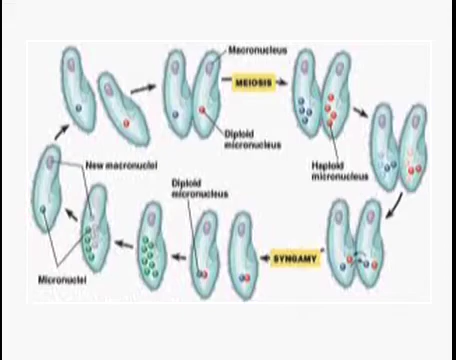 Macronucleus
MEIOSIS
Diploid
micronucleus
Haploid
micronucleus
New macronuclei
Diploid
micronucleus
SYNGAMY
Micronuclei